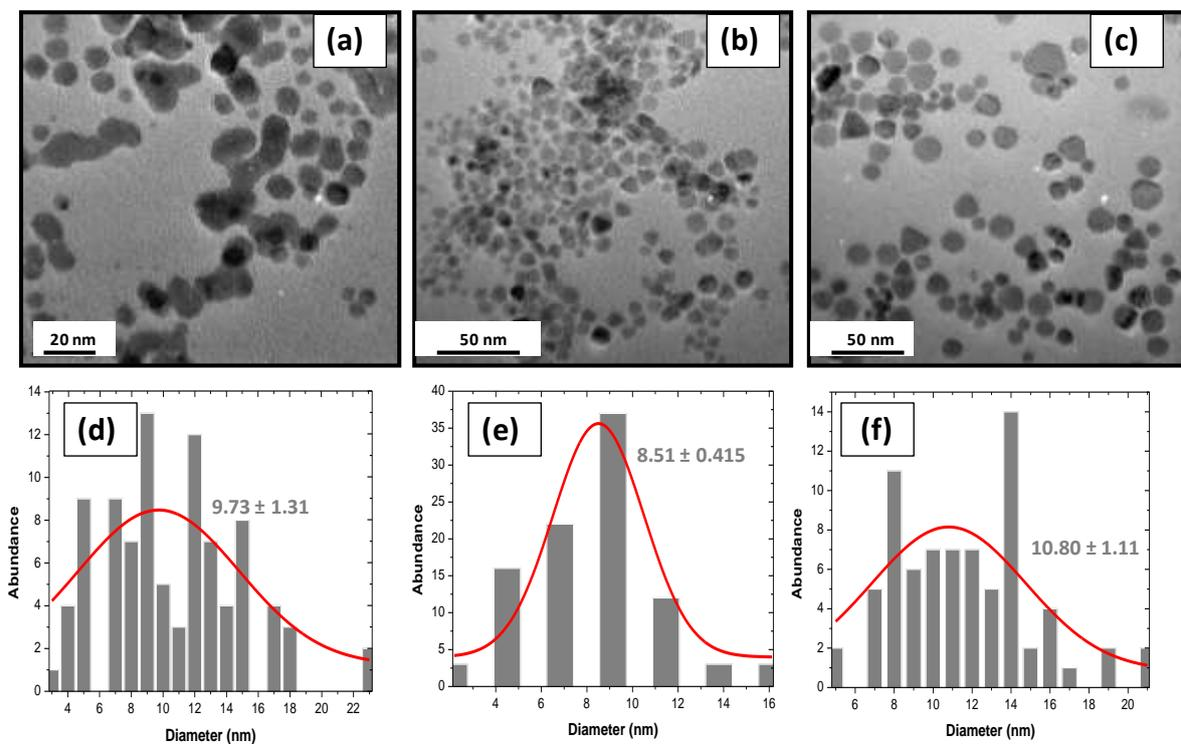 (a)
(b)
(c)
20 nm
50 nm
50 nm
(d)
9.73 ± 1.31
Abundance
14
12
10
8
6
4
2
0
4 6 8 10 12 14 16 18 20 22
Diameter (nm)
(e)
8.51 ± 0.415
Abundance
40
35
30
25
20
15
10
5
0
4 6 8 10 12 14 16
Diameter (nm)
(f)
10.80 ± 1.11
Abundance
14
12
10
8
6
4
2
0
6 8 10 12 14 16 18 20
Diameter (nm)